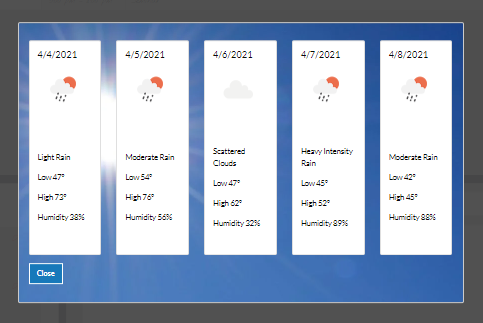 4/4/2021
Light Rain
Low 47°
High 73°
Humidity 38%
4/5/2021
Moderate Rain
Low 54°
High 76°
Humidity 56%
4/6/2021
Scattered
Clouds
Low 47°
High 62°
Humidity 32%
4/7/2021
Heavy Intensity
Rain
Low 45°
High 52°
Humidity 89%
4/8/2021
Moderate Rain
Low 42°
High 45°
Humidity 88%
Close